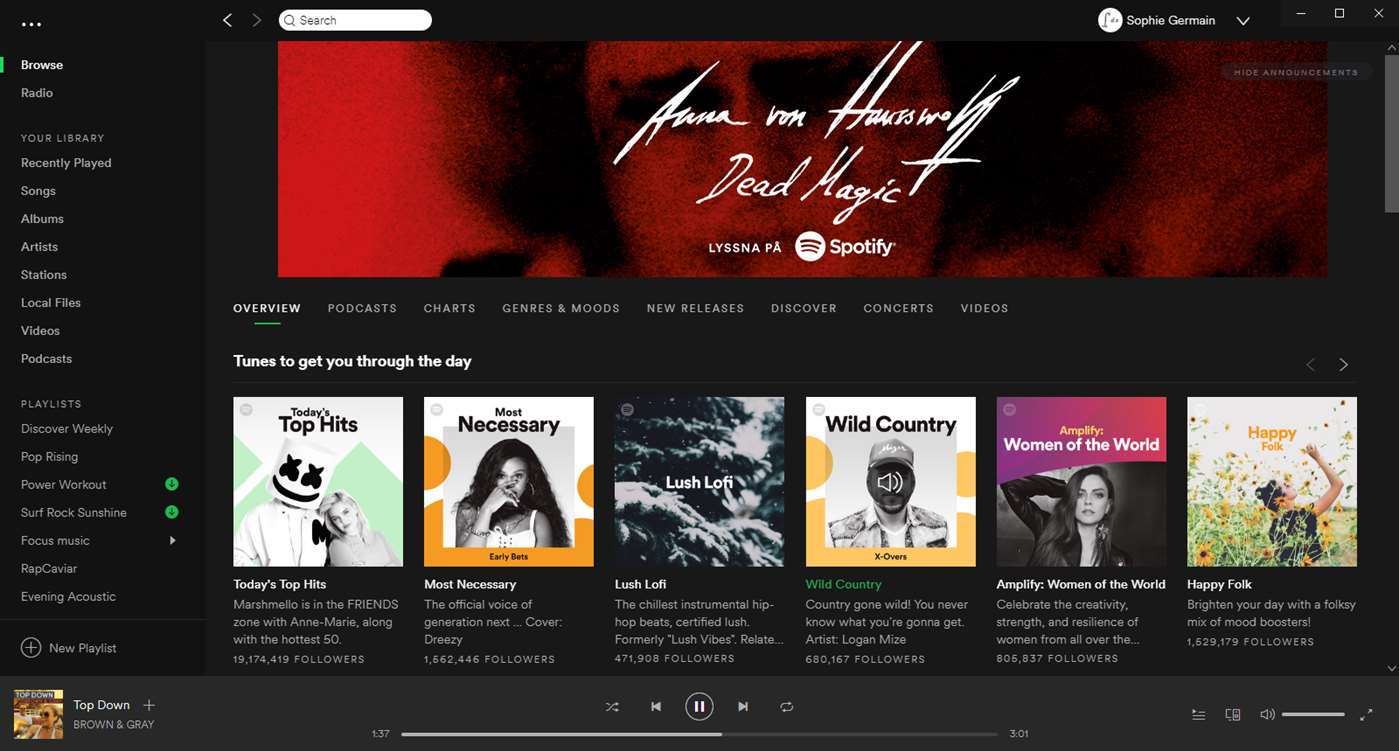 Search
Sophie Germain
Browse
Radio
YOUR LIBRARY
Recently Played
Songs
Albums
Artists
Stations
Local Files
Videos
Podcasts
PLAYLISTS
Discover Weekly
Pop Rising
Power Workout
Surf Rock Sunshine
Focus music
RapCaviar
Evening Acoustic
New Playlist
HIDE ANNOUNCEMENTS
Anna von Hausswolff
Dead Magic
LYSSNA PÅ Spotify
OVERVIEW PODCASTS CHARTS GENRES & MOODS NEW RELEASES DISCOVER CONCERTS VIDEOS
Tunes to get you through the day
Today's
Top Hits
Today's Top Hits
Marshmello is in the FRIENDS
zone with Anne-Marie, along
with the hottest 50.
19,174,419 FOLLOWERS
Most
Necessary
Early Bets
Most Necessary
The official voice of
generation next ... Cover:
Dreezy
1,562,446 FOLLOWERS
Lush Lofi
Lush Lofi
The chillest instrumental hip-
hop beats, certified lush.
Formerly "Lush Vibes". Relate...
471,908 FOLLOWERS
Wild Country
X-Overs
Wild Country
Country gone wild! You never
know what you're gonna get.
Artist: Logan Mize
680,167 FOLLOWERS
Amplify:
Women of the World
Amplify: Women of the World
Celebrate the creativity,
strength, and resilience of
women from all over the...
805,837 FOLLOWERS
Happy
Folk
Happy Folk
Brighten your day with a folksy
mix of mood boosters!
1,529,179 FOLLOWERS
TOP DOWN
Top Down
BROWN & GRAY
1:37
3:01